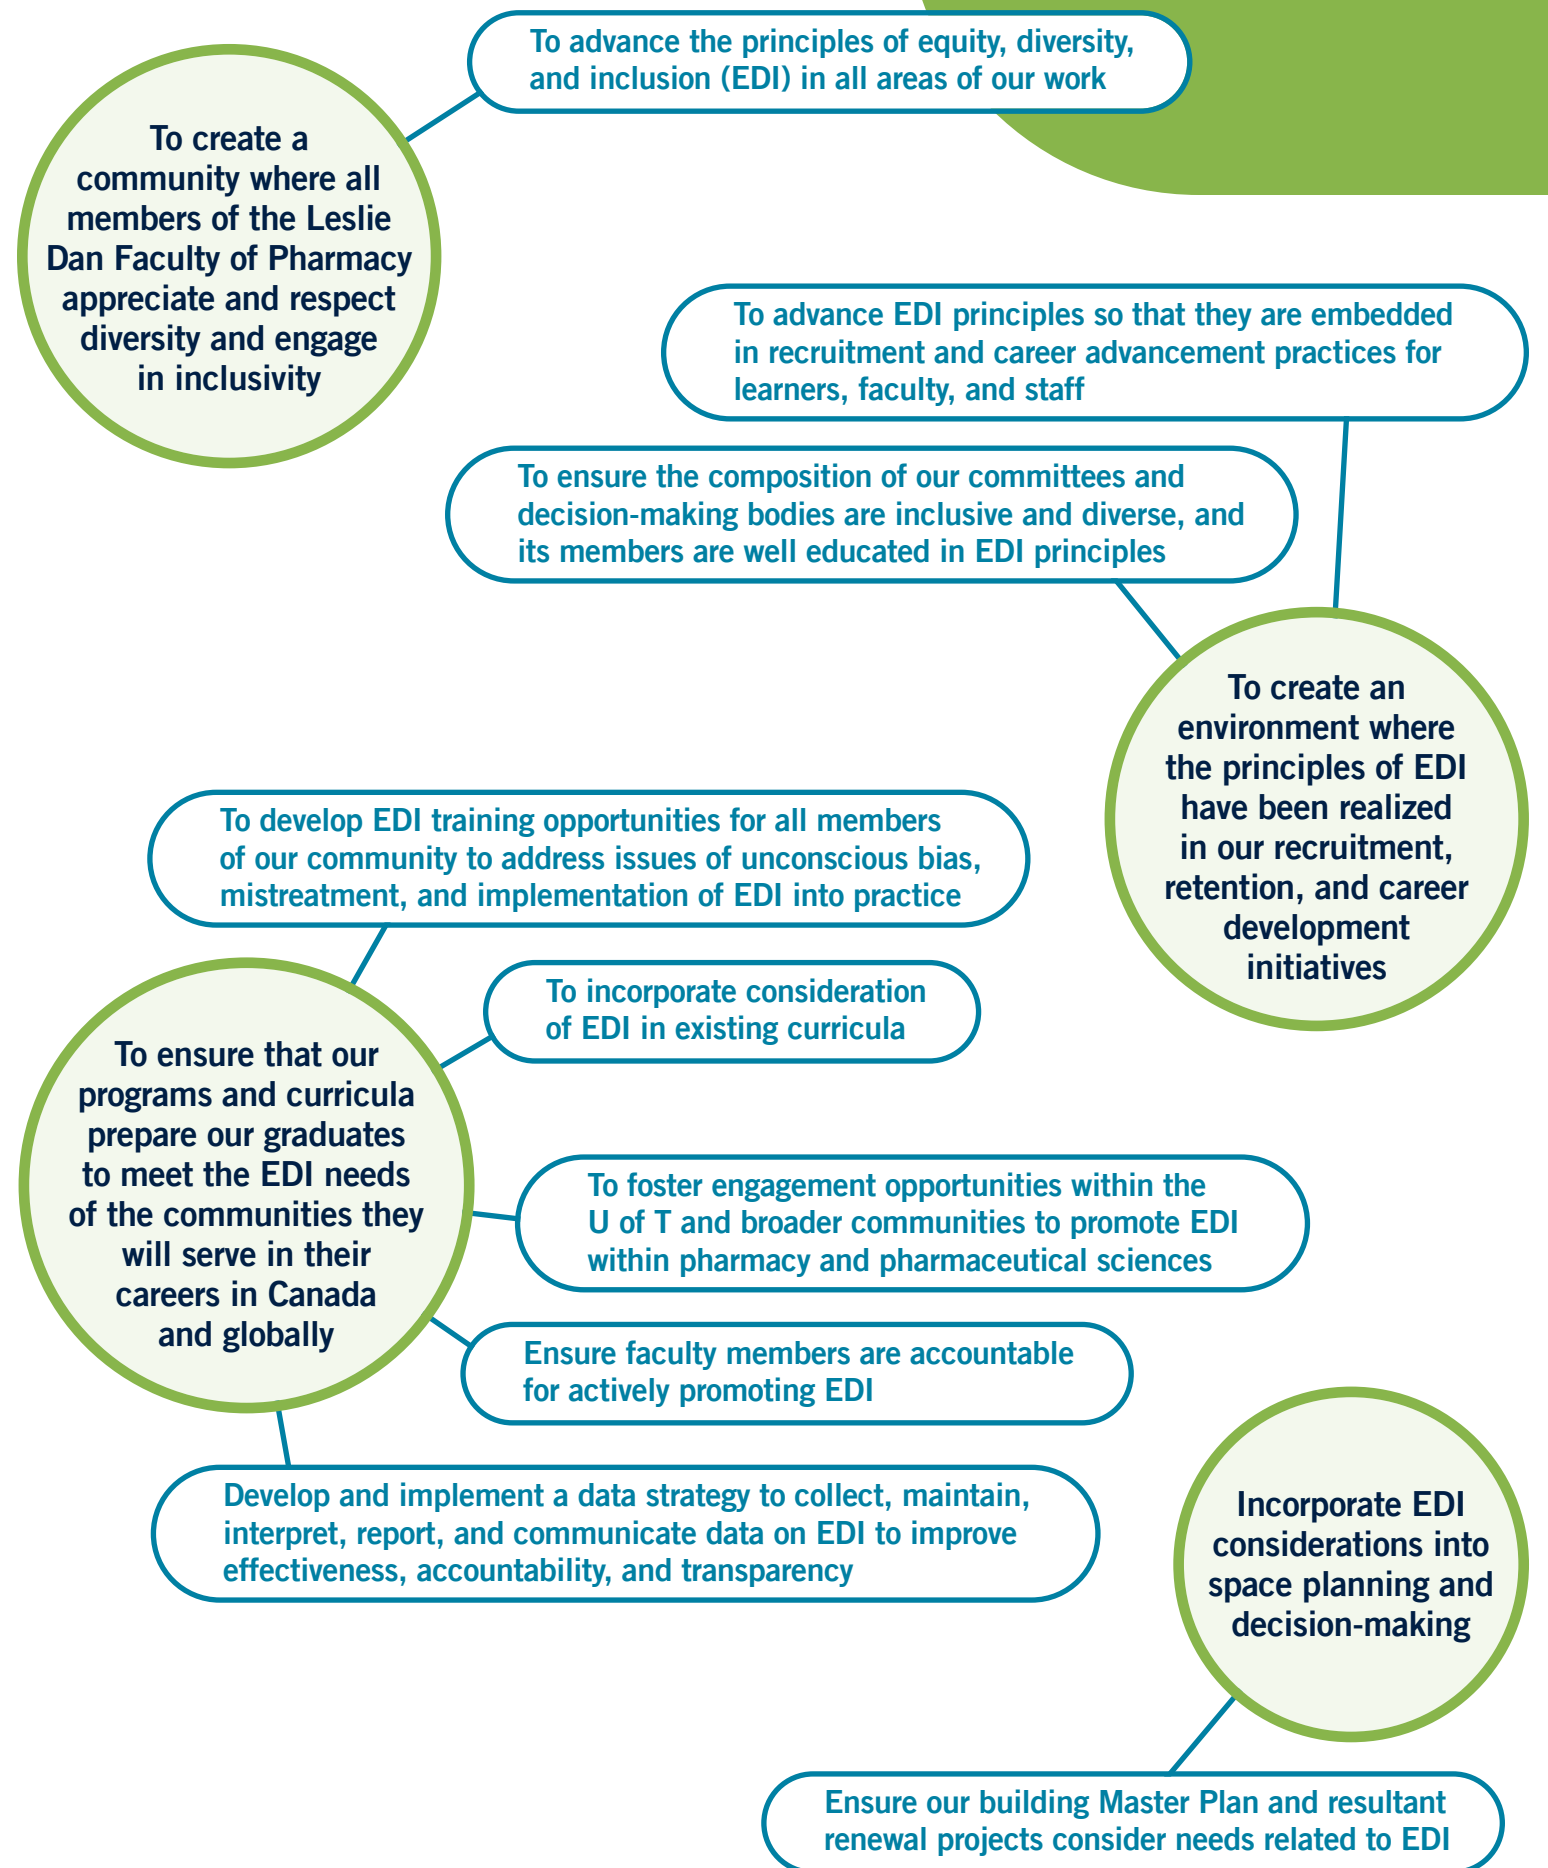 To advance the principles of equity, diversity,
and inclusion (EDI) in all areas of our work
To create a
community where all
members of the Leslie
Dan Faculty of Pharmacy
appreciate and respect
diversity and engage
in inclusivity
To advance EDI principles so that they are embedded
in recruitment and career advancement practices for
learners, faculty, and staff
To ensure the composition of our committees and
decision-making bodies are inclusive and diverse, and
its members are well educated in EDI principles
To create an
environment where
the principles of EDI
have been realized
in our recruitment,
retention, and career
development
initiatives
To develop EDI training opportunities for all members
of our community to address issues of unconscious bias,
mistreatment, and implementation of EDI into practice
To incorporate consideration
of EDI in existing curricula
To ensure that our
programs and curricula
prepare our graduates
to meet the EDI needs
of the communities they
will serve in their
careers in Canada
and globally
To foster engagement opportunities within the
U of T and broader communities to promote EDI
within pharmacy and pharmaceutical sciences
Ensure faculty members are accountable
for actively promoting EDI
Develop and implement a data strategy to collect, maintain,
interpret, report, and communicate data on EDI to improve
effectiveness, accountability, and transparency
Incorporate EDI
considerations into
space planning and
decision-making
Ensure our building Master Plan and resultant
renewal projects consider needs related to EDI